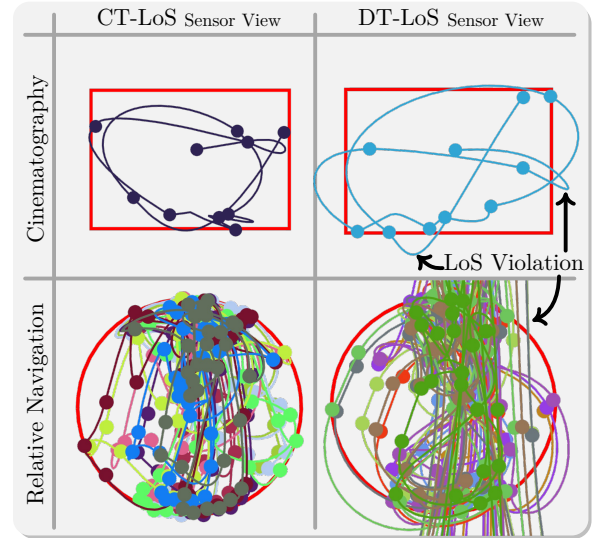 CT-LoS Sensor View
DT-LoS Sensor View
Cinematography
LoS Violation
Relative Navigation